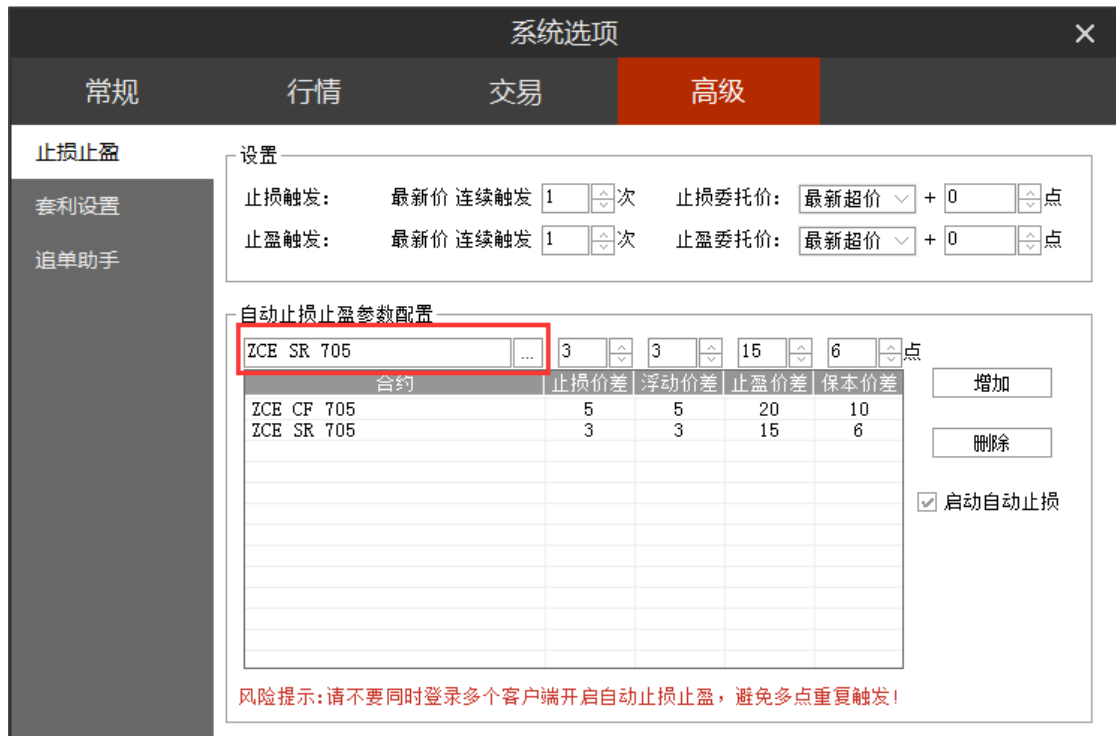 系统选项
常规 行情 交易 高级
止损止盈
套利设置
追单助手
设置
止损触发: 最新价 连续触发 1 次 止损委托价: 最新超价 + 0 点
止盈触发: 最新价 连续触发 1 次 止盈委托价: 最新超价 + 0 点
自动止损止盈参数配置
ZCE SR 705 ... 3 3 15 6 点
合约 止损价差 浮动价差 止盈价差 保本价差
ZCE CF 705 5 5 20 10
ZCE SR 705 3 3 15 6
增加
删除
启动自动止损
风险提示:请不要同时登录多个客户端开启自动止损止盈，避免多点重复触发!